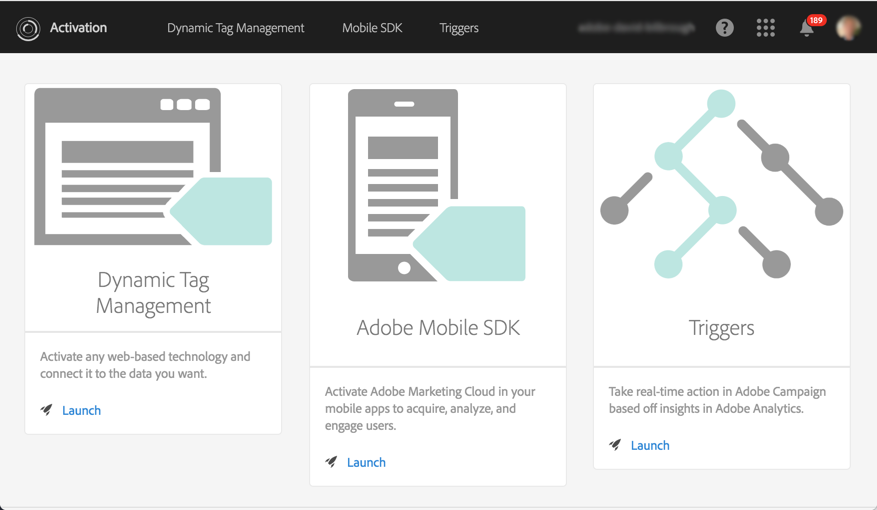 Activation
Dynamic Tag Management
Mobile SDK
Triggers
189
Dynamic Tag
Management
Activate any web-based technology and
connect it to the data you want.
Launch
Adobe Mobile SDK
Activate Adobe Marketing Cloud in your
mobile apps to acquire, analyze, and
engage users.
Launch
Triggers
Take real-time action in Adobe Campaign
based off insights in Adobe Analytics.
Launch